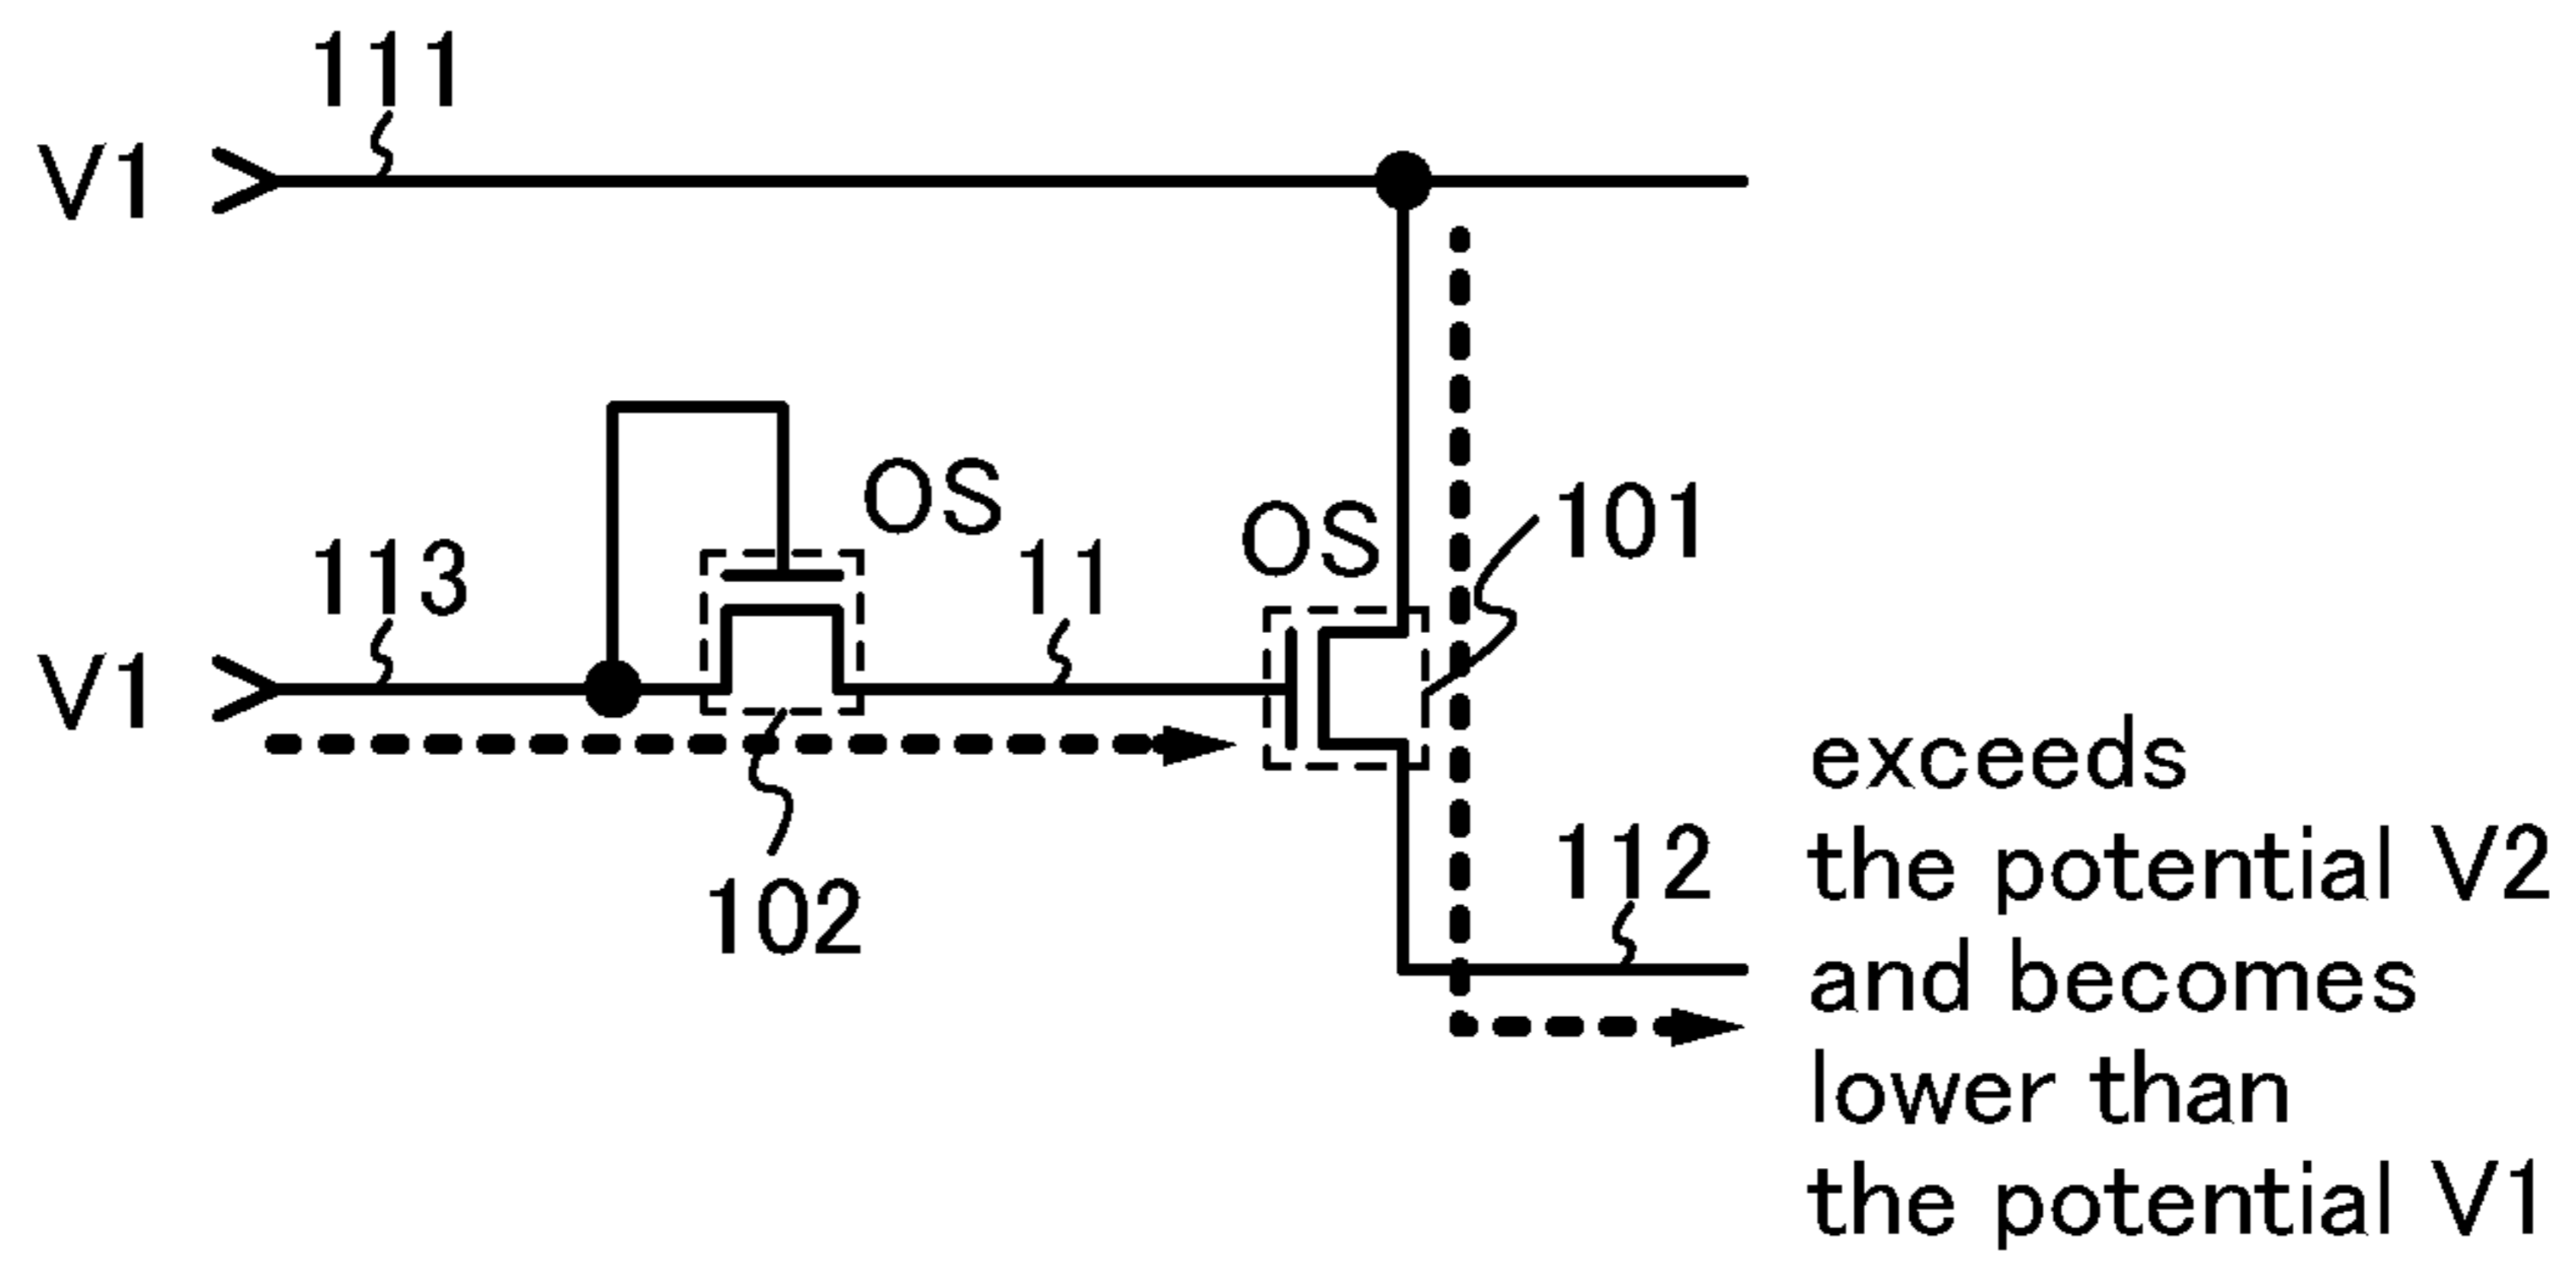 111
V1
OS
OS
101
113
11
V1
102
112
exceeds
the potential V2
and becomes
lower than
the potential V1